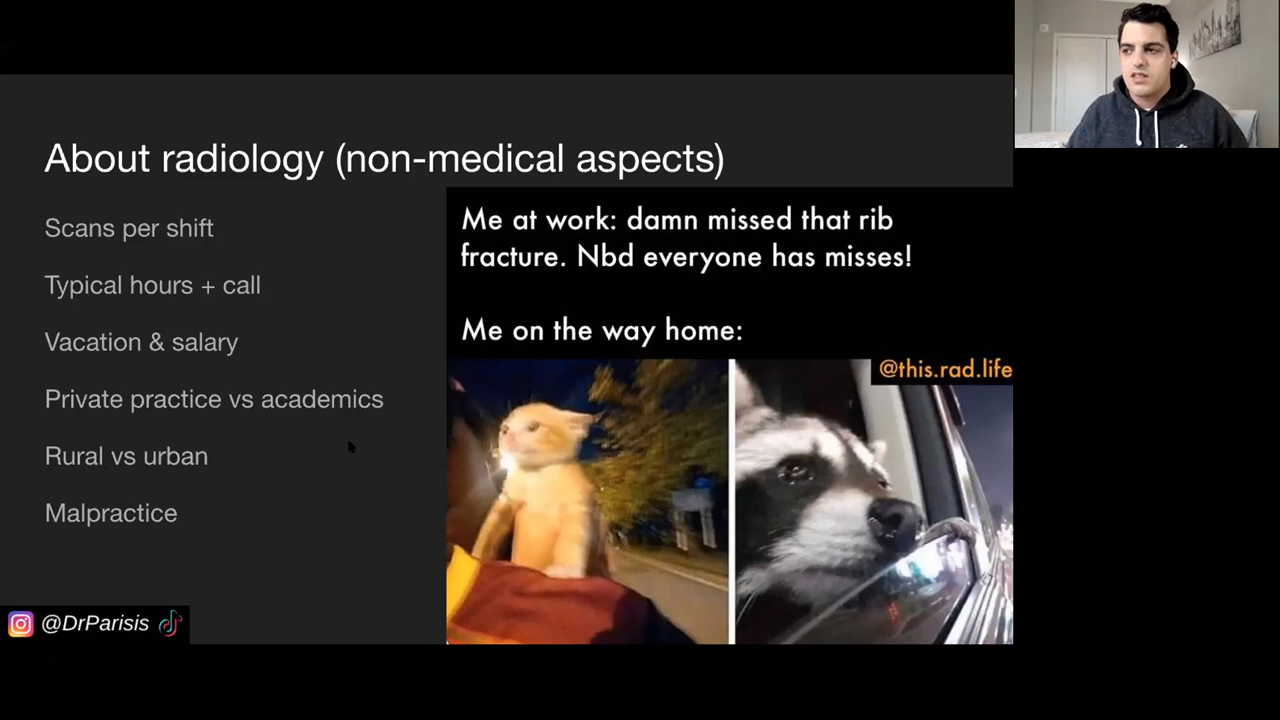 About radiology (non-medical aspects)
Scans per shift
Typical hours + call
Vacation & salary
Private practice vs academics
Rural vs urban
Malpractice
Me at work: damn missed that rib
fracture. Nbd everyone has misses!
Me on the way home:
@this.rad.life
@DrParisis